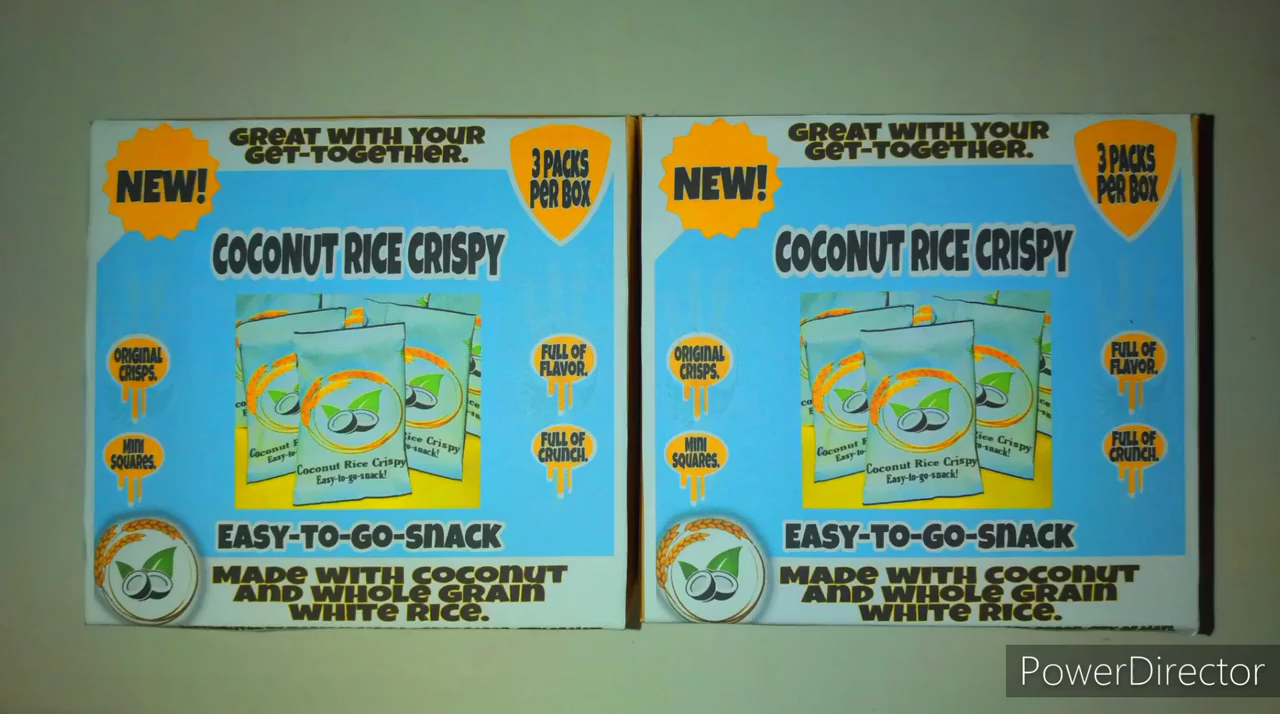 GREAT WITH YOUR
GET-TOGETHER.
NEW!
3 PACKS
PER BOX
COCONUT RICE CRISPY
ORIGINAL
CRISPS.
FULL OF
FLAVOR.
MINI
SQUARES.
FULL OF
CRUNCH.
Coconut Rice Crispy
Easy-to-go-snack!
EASY-TO-GO-SNACK
MADE WITH COCONUT
AND WHOLE GRAIN
WHITE RICE.
GREAT WITH YOUR
GET-TOGETHER.
NEW!
3 PACKS
PER BOX
COCONUT RICE CRISPY
ORIGINAL
CRISPS.
FULL OF
FLAVOR.
MINI
SQUARES.
FULL OF
CRUNCH.
Coconut Rice Crispy
Easy-to-go-snack!
EASY-TO-GO-SNACK
MADE WITH COCONUT
AND WHOLE GRAIN
WHITE RICE.
PowerDirector